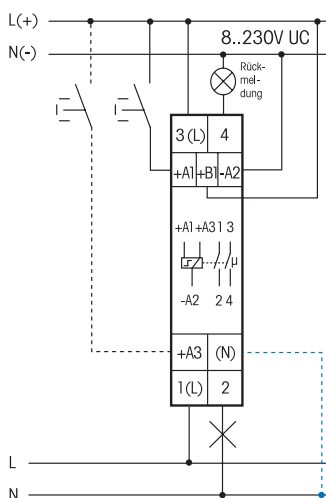 L(+)
N(-)
8..230V UC
Rück-
mel-
dung
3(L) 4
+A1 +B1 -A2
+A1 +A3 1 3
µ
-A2 2 4
+A3 (N)
1(L) 2
L
N